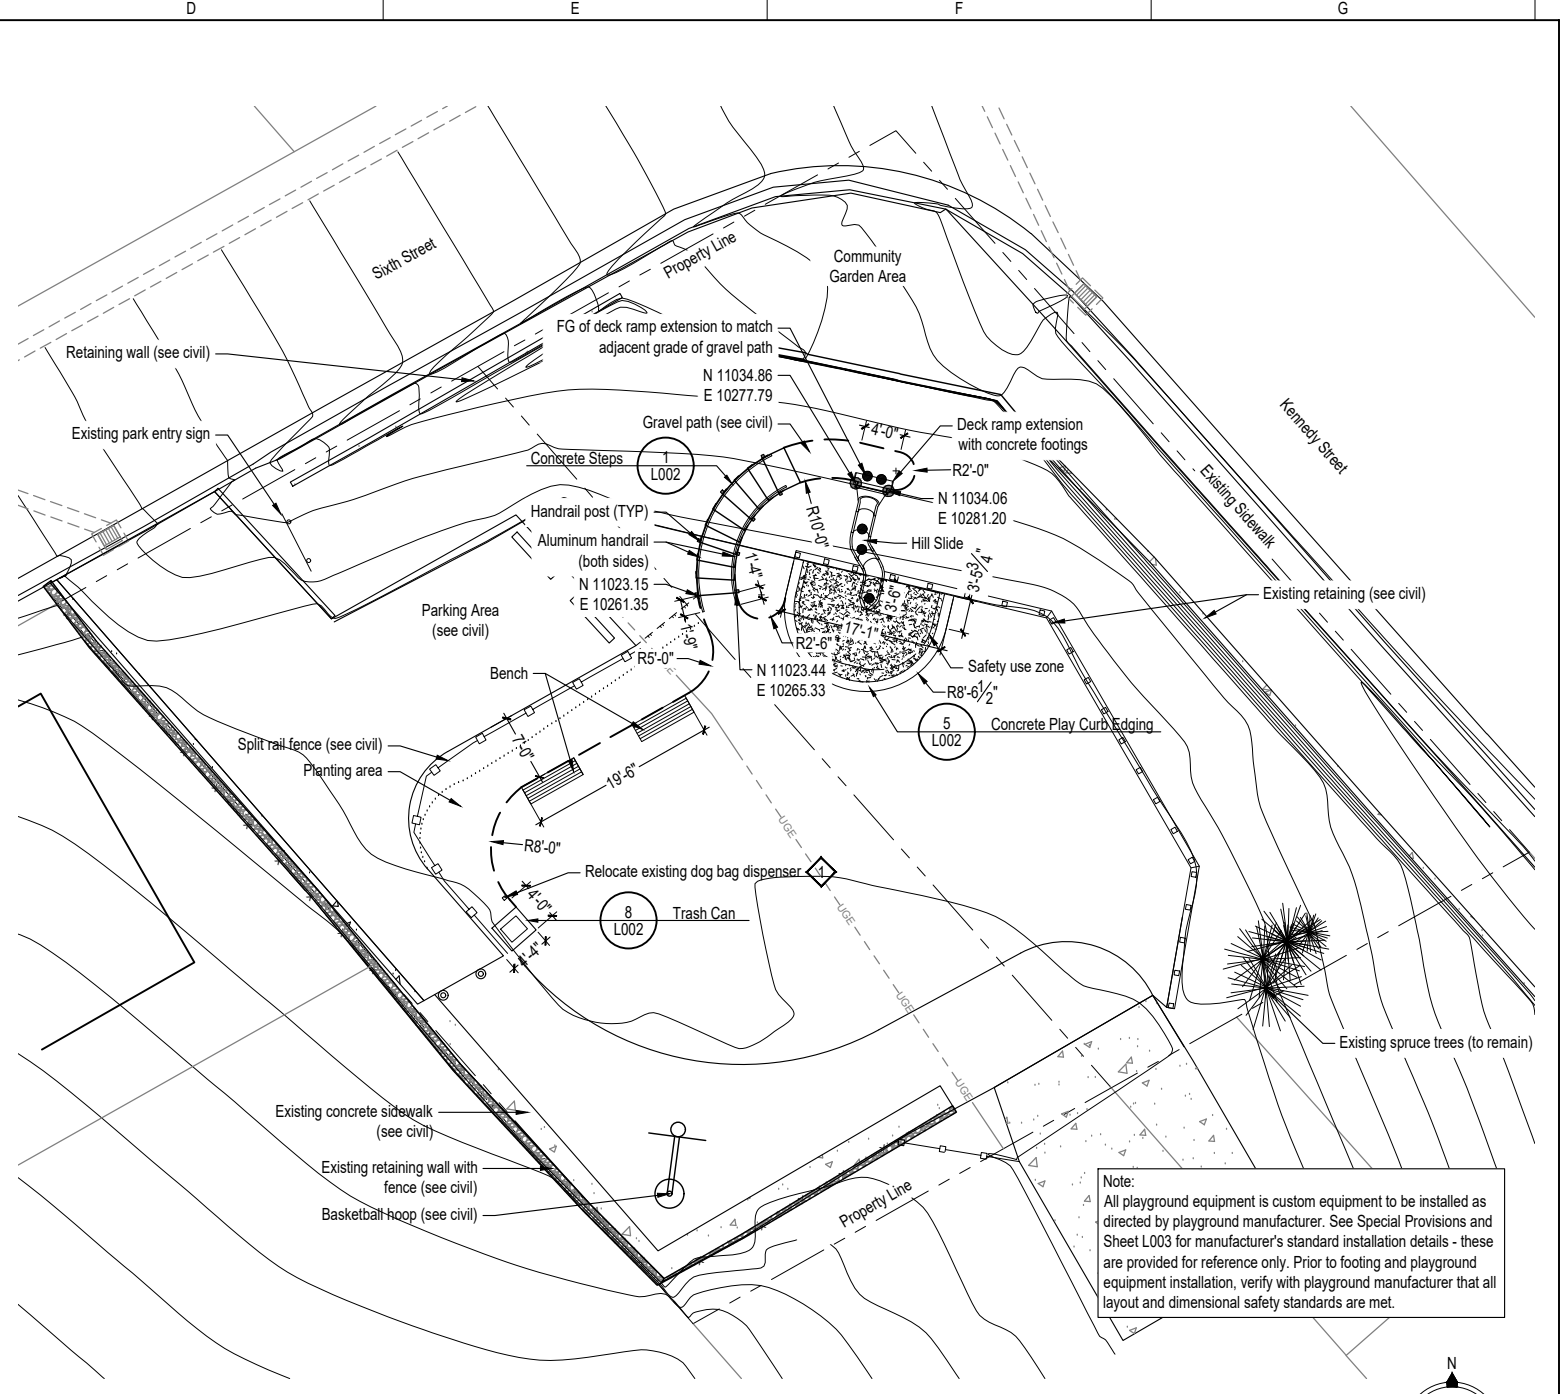 D
E
F
G
Sixth Street
Property Line
Community
Garden Area
FG of deck ramp extension to match
adjacent grade of gravel path
Retaining wall (see civil)
N 11034.86
E 10277.79
Kennedy Street
Existing park entry sign
Gravel path (see civil)
4'-0"
Deck ramp extension
with concrete footings
Concrete Steps
1
L002
R2'-0"
Existing Sidewalk
N 11034.06
E 10281.20
Handrail post (TYP)
R10'-0"
Aluminum handrail
(both sides)
Hill Slide
1'-4"
3'-5 3/4"
N 11023.15
E 10261.35
3'-6"
Existing retaining (see civil)
Parking Area
(see civil)
17'-1"
1'-9"
R2'-6"
R5'-0"
Safety use zone
Bench
N 11023.44
E 10265.33
R8'-6 1/2"
5
L002
Concrete Play Curb Edging
Split rail fence (see civil)
7'-0"
Planting area
19'-6"
UGE
R8'-0"
Relocate existing dog bag dispenser
1
4'-0"
8
L002
Trash Can
UGE
4'-4"
UGE
Existing spruce trees (to remain)
UGE
Existing concrete sidewalk
(see civil)
Existing retaining wall with
fence (see civil)
Basketball hoop (see civil)
Property Line
Note:
All playground equipment is custom equipment to be installed as
directed by playground manufacturer. See Special Provisions and
Sheet L003 for manufacturer's standard installation details - these
are provided for reference only. Prior to footing and playground
equipment installation, verify with playground manufacturer that all
layout and dimensional safety standards are met.
N